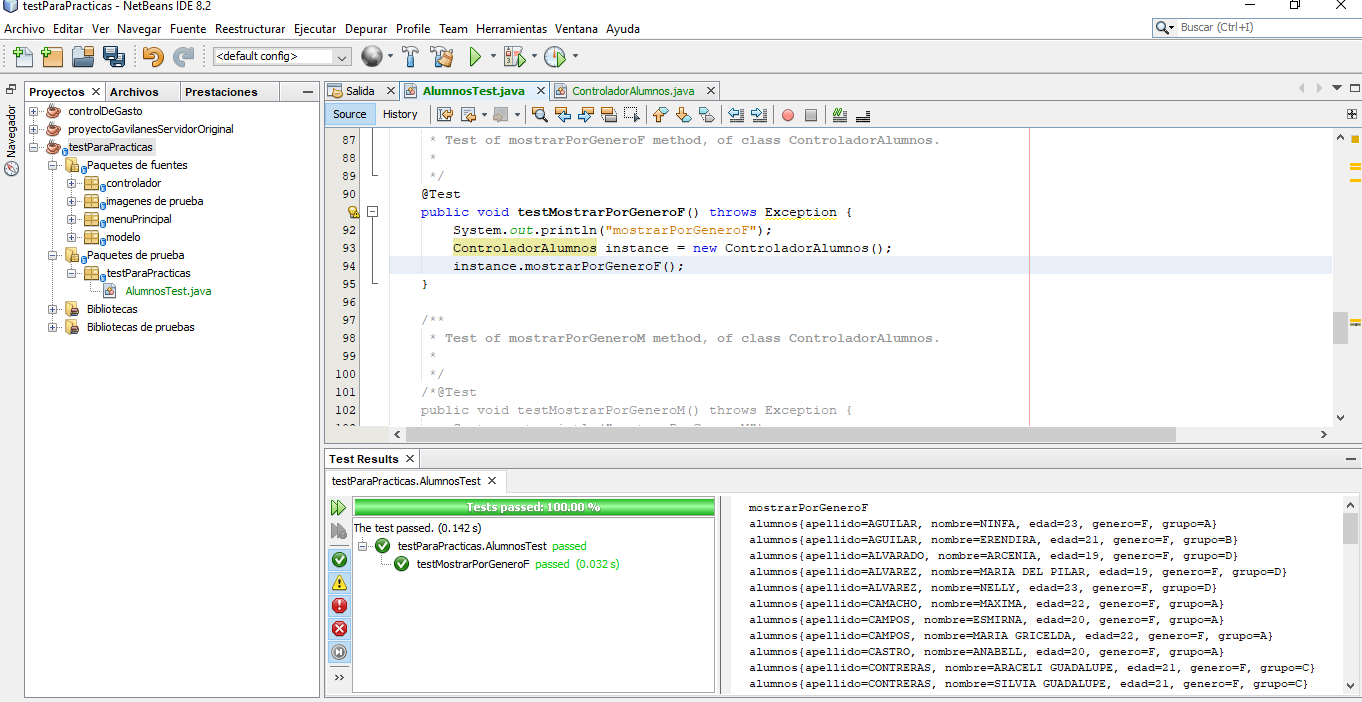 testParaPracticas - NetBeans IDE 8.2
Archivo Editar Ver Navegar Fuente Reestructurar Ejecutar Depurar Profile Team Herramientas Ventana Ayuda
Buscar (Ctrl+I)
<default config>
Navegador
Proyectos Archivos Prestaciones
controlDeGasto
proyectoGavilanesServidorOriginal
testParaPracticas
Paquetes de fuentes
controlador
imagenes de prueba
menuPrincipal
modelo
Paquetes de prueba
testParaPracticas
AlumnosTest.java
Bibliotecas
Bibliotecas de pruebas
Salida AlumnosTest.java ControladorAlumnos.java
Source History
87 * Test of mostrarPorGeneroF method, of class ControladorAlumnos.
88 *
89 */
90 @Test
public void testMostrarPorGeneroF() throws Exception {
92 System.out.println("mostrarPorGeneroF");
93 ControladorAlumnos instance = new ControladorAlumnos();
94 instance.mostrarPorGeneroF();
95 }
96
97 /**
98 * Test of mostrarPorGeneroM method, of class ControladorAlumnos.
99 *
100 */
101 /*@Test
102 public void testMostrarPorGeneroM() throws Exception {
Test Results
testParaPracticas.AlumnosTest
Tests passed: 100.00 %
The test passed. (0.142 s)
testParaPracticas.AlumnosTest passed
testMostrarPorGeneroF passed (0.032 s)
mostrarPorGeneroF
alumnos{apellido=AGUILAR, nombre=NINFA, edad=23, genero=F, grupo=A}
alumnos{apellido=AGUILAR, nombre=ERENDIRA, edad=21, genero=F, grupo=B}
alumnos{apellido=ALVARADO, nombre=ARCENIA, edad=19, genero=F, grupo=D}
alumnos{apellido=ALVAREZ, nombre=MARIA DEL PILAR, edad=19, genero=F, grupo=D}
alumnos{apellido=ALVAREZ, nombre=NELLY, edad=23, genero=F, grupo=D}
alumnos{apellido=CAMACHO, nombre=MAXIMA, edad=22, genero=F, grupo=A}
alumnos{apellido=CAMPOS, nombre=ESMIRNA, edad=20, genero=F, grupo=A}
alumnos{apellido=CAMPOS, nombre=MARIA GRICELDA, edad=22, genero=F, grupo=A}
alumnos{apellido=CASTRO, nombre=ANABELL, edad=20, genero=F, grupo=A}
alumnos{apellido=CONTRERAS, nombre=ARACELI GUADALUPE, edad=21, genero=F, grupo=C}
alumnos{apellido=CONTRERAS, nombre=SILVIA GUADALUPE, edad=21, genero=F, grupo=C}